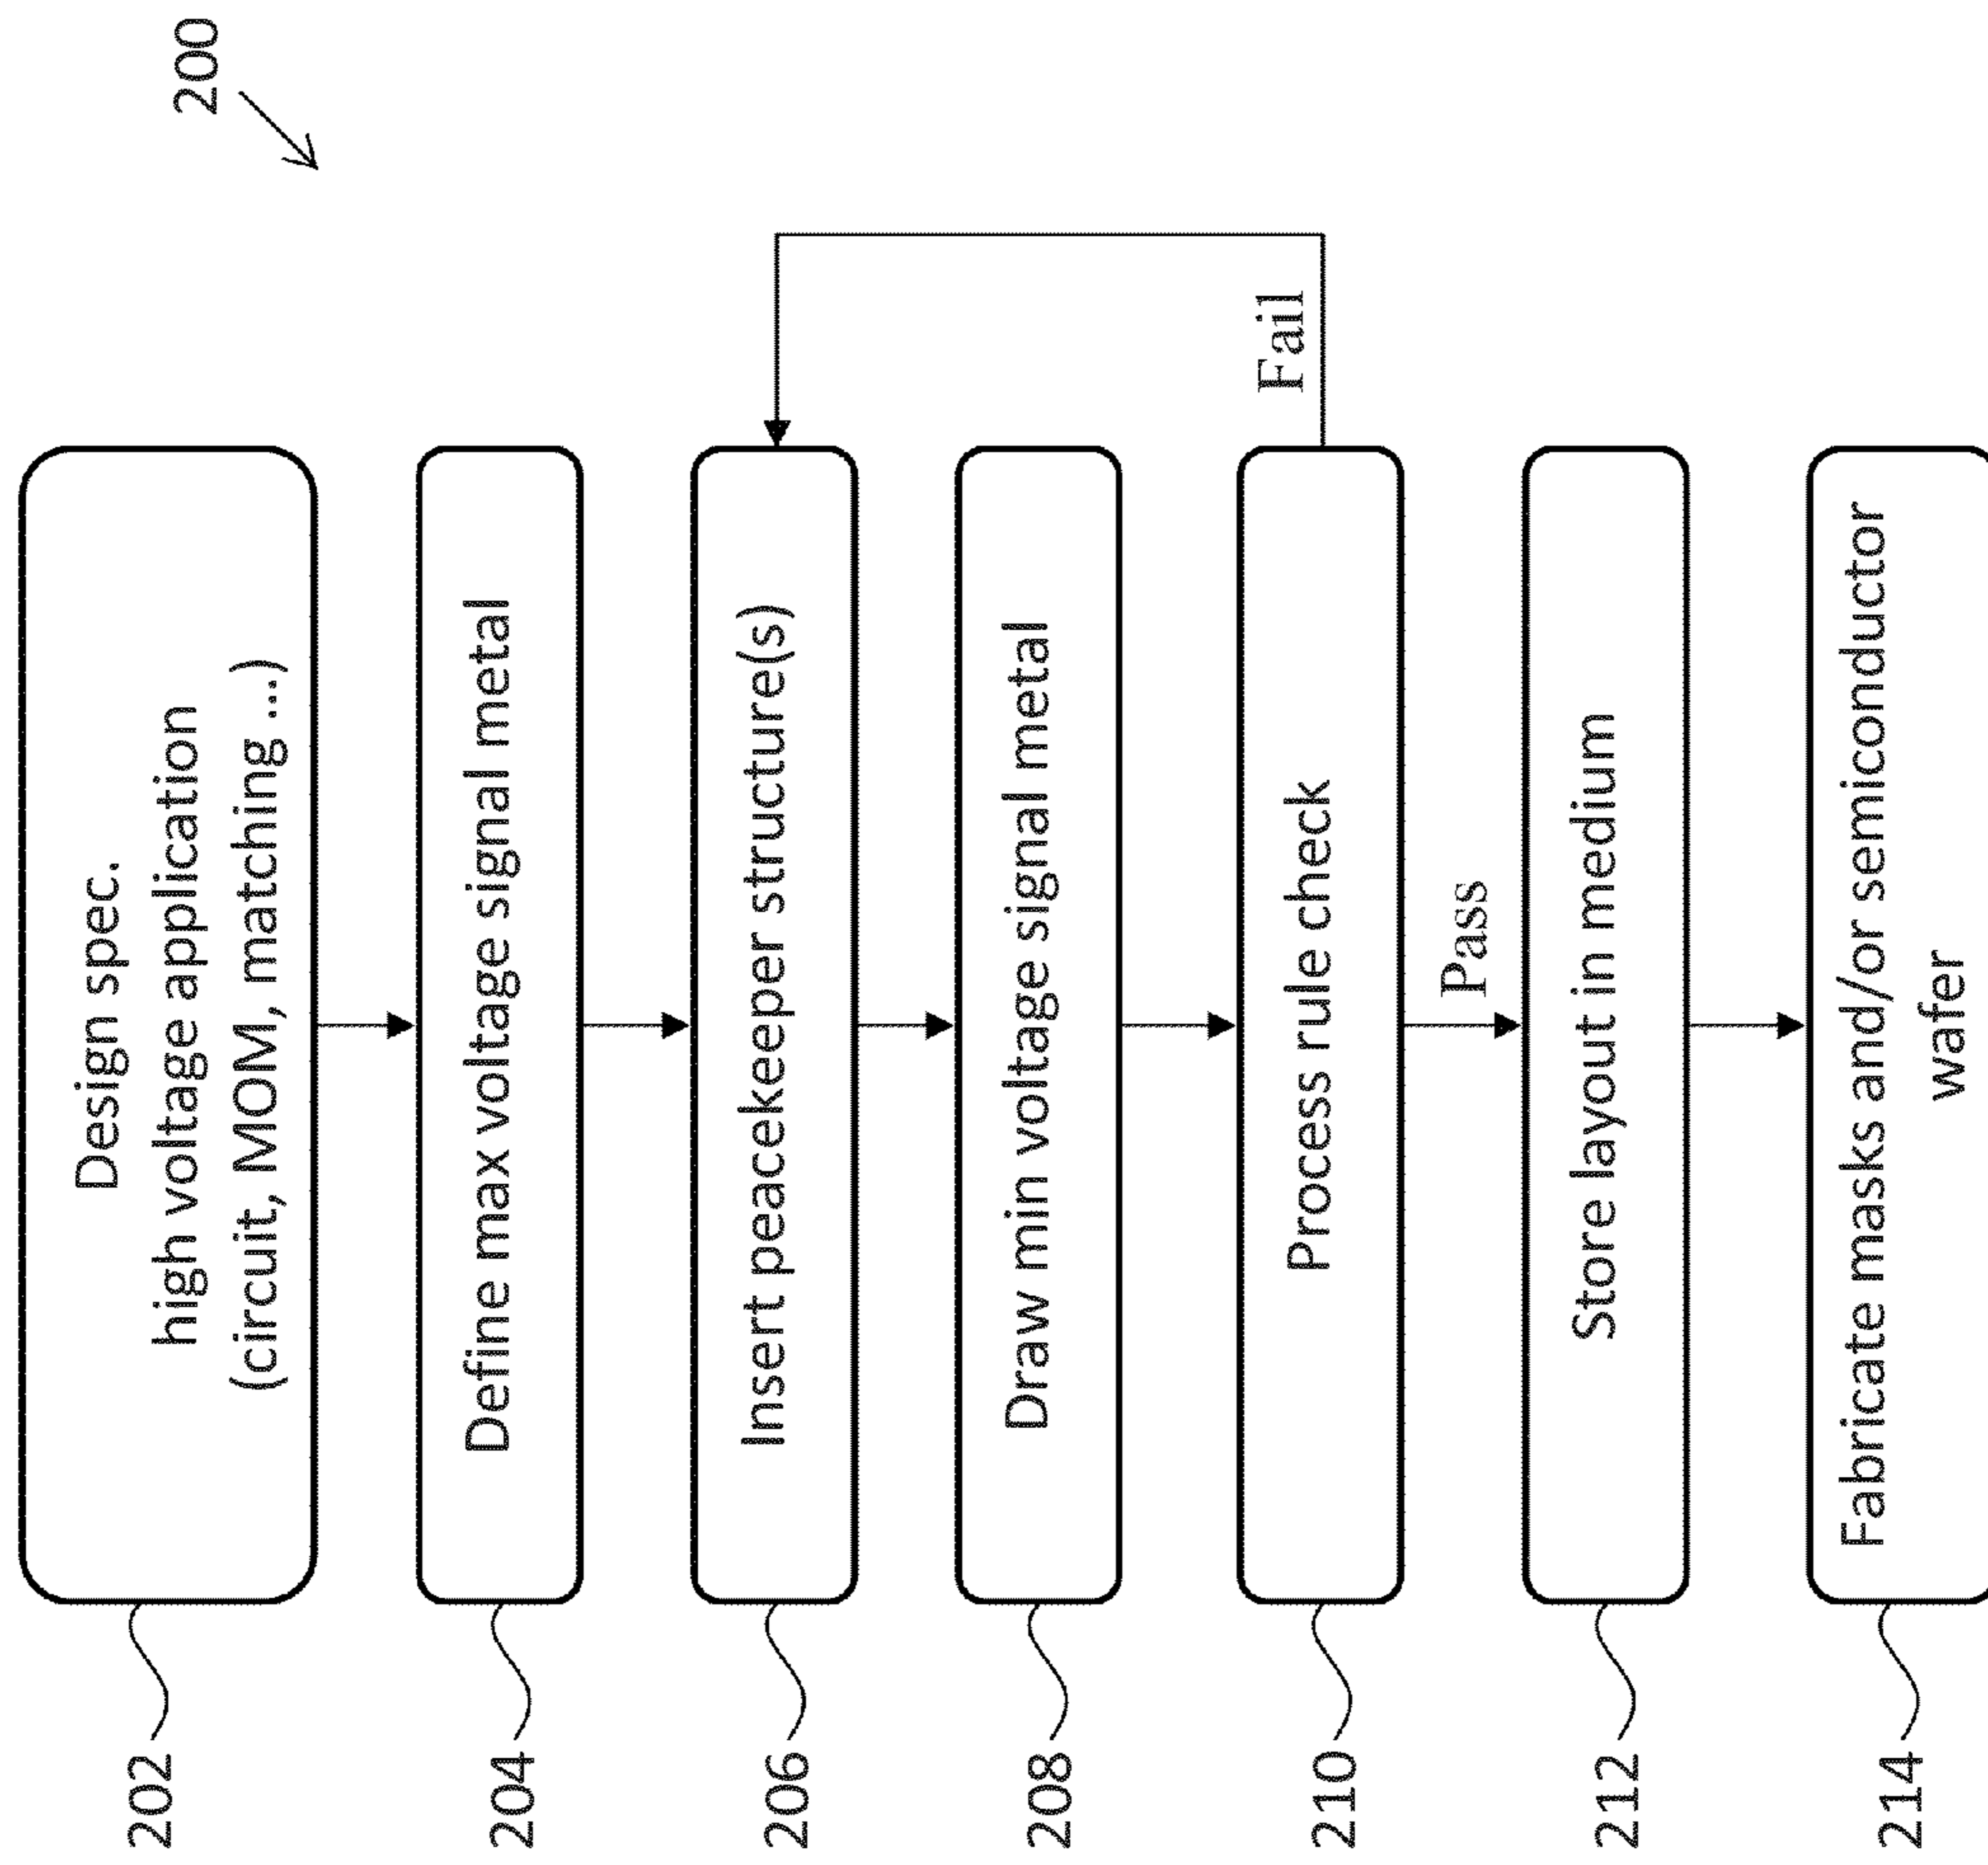 200
202
Design spec.
high voltage application
(circuit, MOM, matching ...)
204
Define max voltage signal metal
206
Insert peacekeeper structure(s)
208
Draw min voltage signal metal
210
Process rule check
Fail
Pass
212
Store layout in medium
214
Fabricate masks and/or semiconductor
wafer